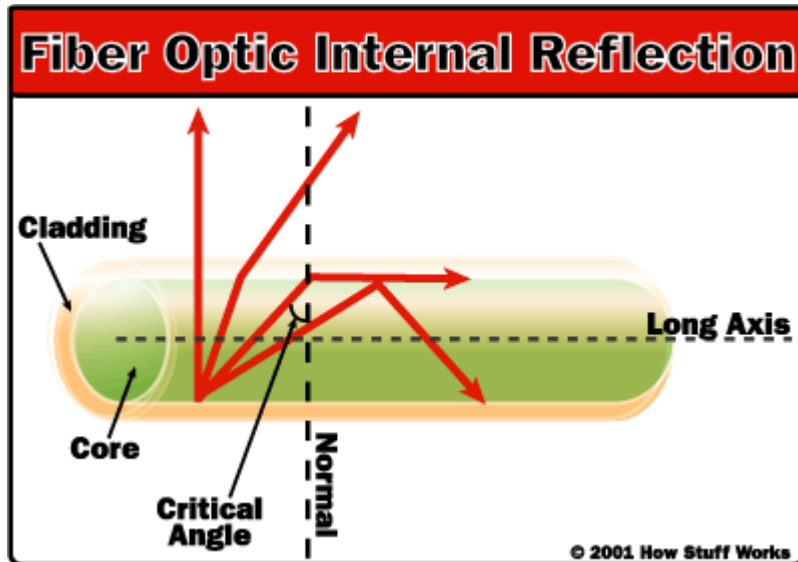 Fiber Optic Internal Reflection
Cladding
Long Axis
Core
Normal
Critical
Angle
© 2001 How Stuff Works